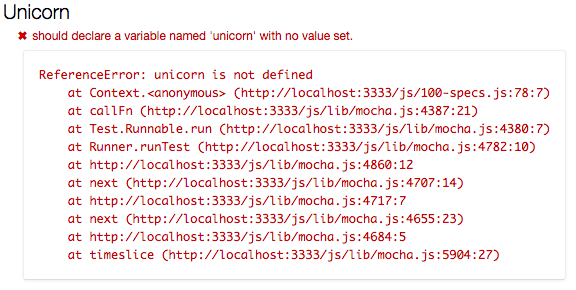 Unicorn
✖ should declare a variable named 'unicorn' with no value set.
ReferenceError: unicorn is not defined
at Context.<anonymous> (http://localhost:3333/js/100-specs.js:78:7)
at callFn (http://localhost:3333/js/lib/mocha.js:4387:21)
at Test.Runnable.run (http://localhost:3333/js/lib/mocha.js:4380:7)
at Runner.runTest (http://localhost:3333/js/lib/mocha.js:4782:10)
at http://localhost:3333/js/lib/mocha.js:4860:12
at next (http://localhost:3333/js/lib/mocha.js:4707:14)
at http://localhost:3333/js/lib/mocha.js:4717:7
at next (http://localhost:3333/js/lib/mocha.js:4655:23)
at http://localhost:3333/js/lib/mocha.js:4684:5
at timeslice (http://localhost:3333/js/lib/mocha.js:5904:27)